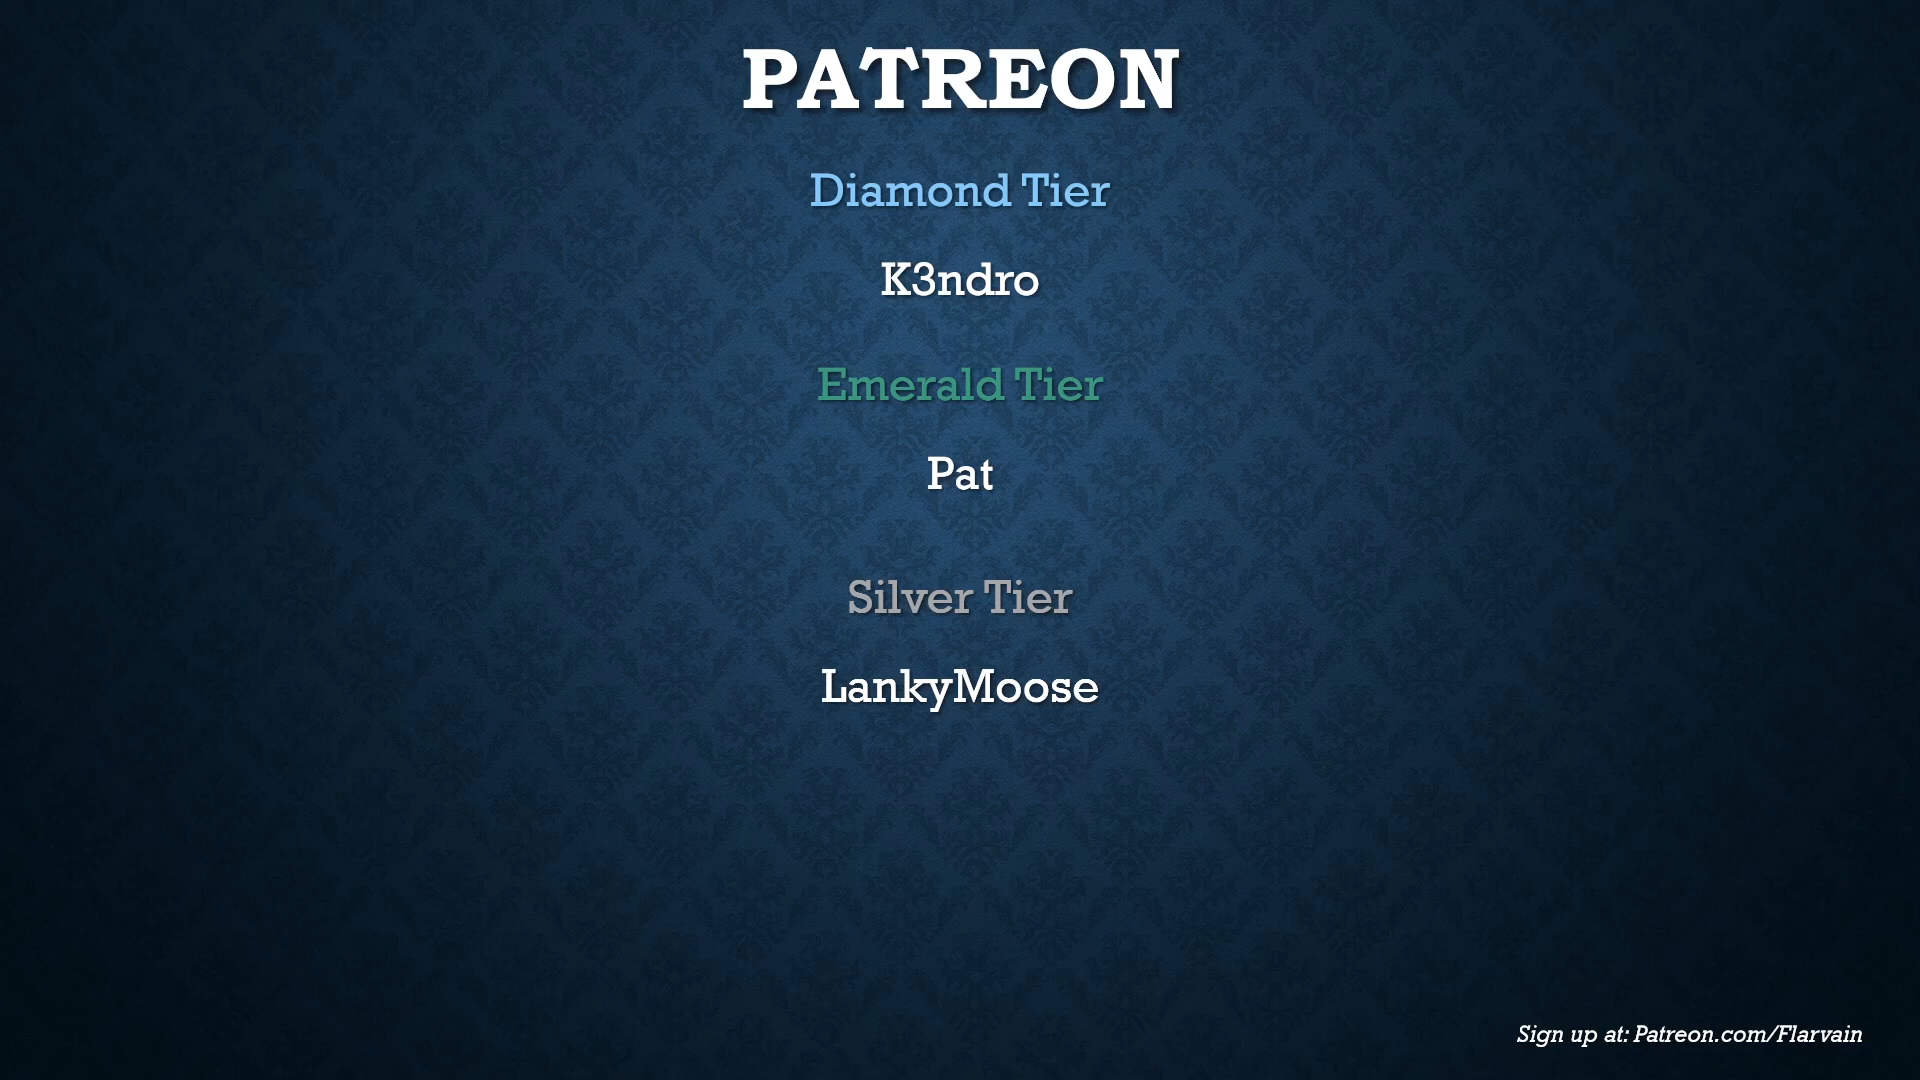 PATREON
Diamond Tier
K3ndro
Emerald Tier
Pat
Silver Tier
LankyMoose
Sign up at: Patreon.com/Flarvain